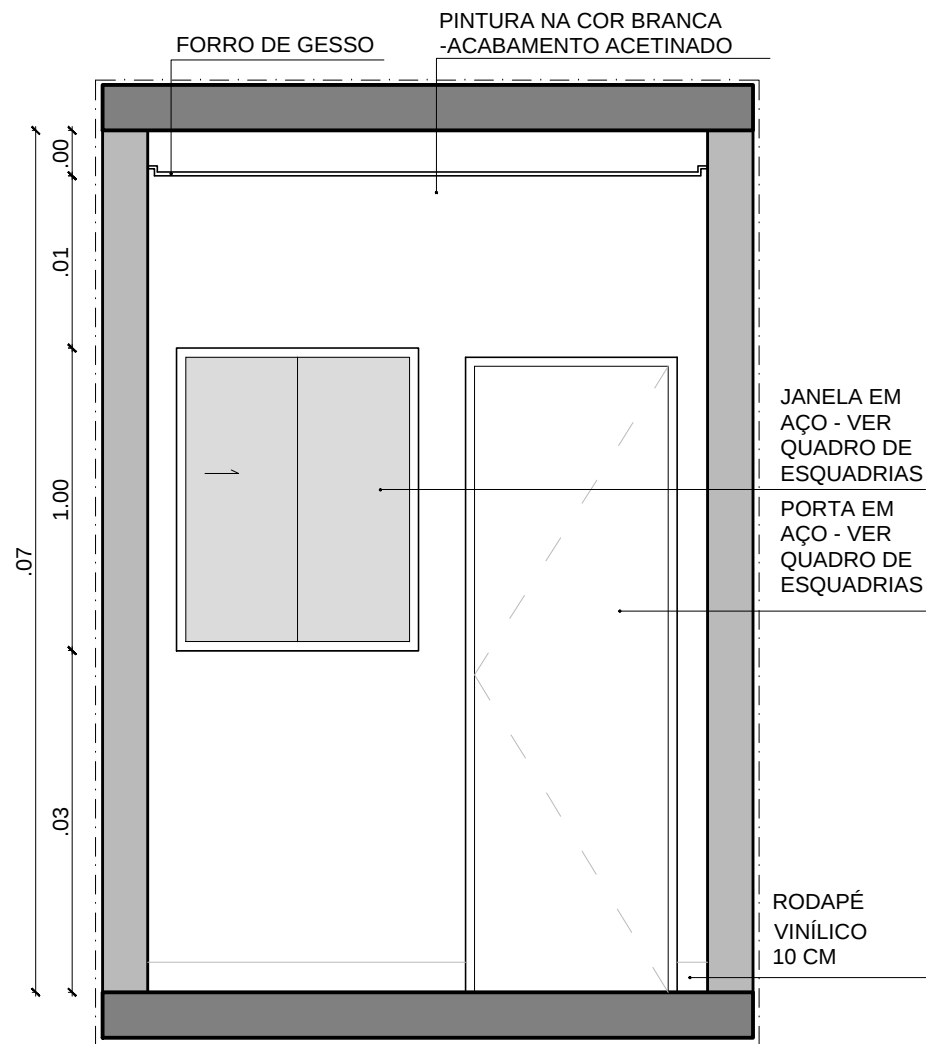 FORRO DE GESSO
PINTURA NA COR BRANCA
-ACABAMENTO ACETINADO
.00
.01
1.00
.07
.03
JANELA EM
AÇO - VER
QUADRO DE
ESQUADRIAS
PORTA EM
AÇO - VER
QUADRO DE
ESQUADRIAS
RODAPÉ
VINÍLICO
10 CM